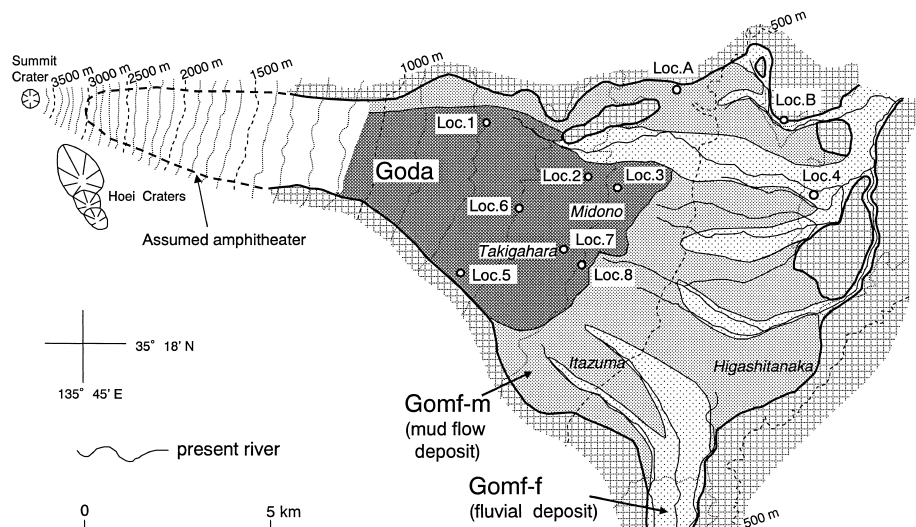 500 m
Summit
Crater
3500 m
3000 m
2500 m
2000 m
1500 m
1000 m
Loc.A
Loc.B
Loc.1
Goda
Loc.2
Loc.3
Loc.4
Hoei Craters
Loc.6
Midono
Assumed amphitheater
Takigahara
Loc.7
Loc.5
Loc.8
35° 18′ N
135° 45′ E
Itazuma
Higashitanaka
Gomf-m
(mud flow
deposit)
present river
Gomf-f
(fluvial deposit)
0
5 km
500 m